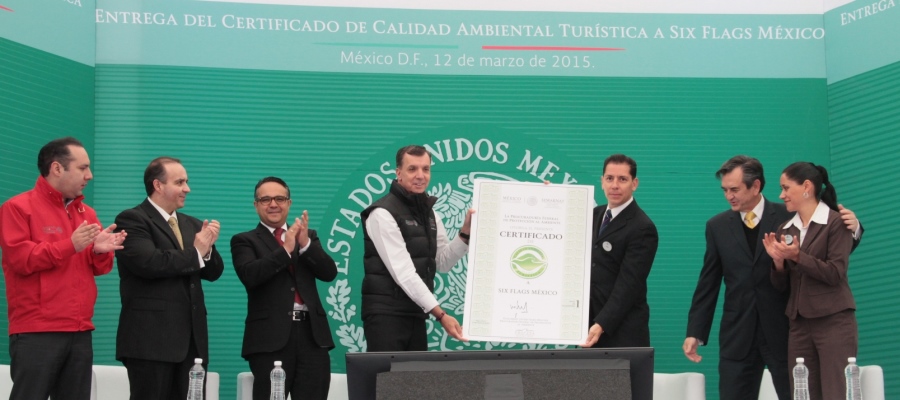 ENTREGA DEL CERTIFICADO DE CALIDAD AMBIENTAL TURÍSTICA A SIX FLAGS MÉXICO
México D.F., 12 de marzo de 2015.
ENTREGA
ESTADOS UNIDOS MEX
CERTIFICADO
A
SIX FLAGS MÉXICO